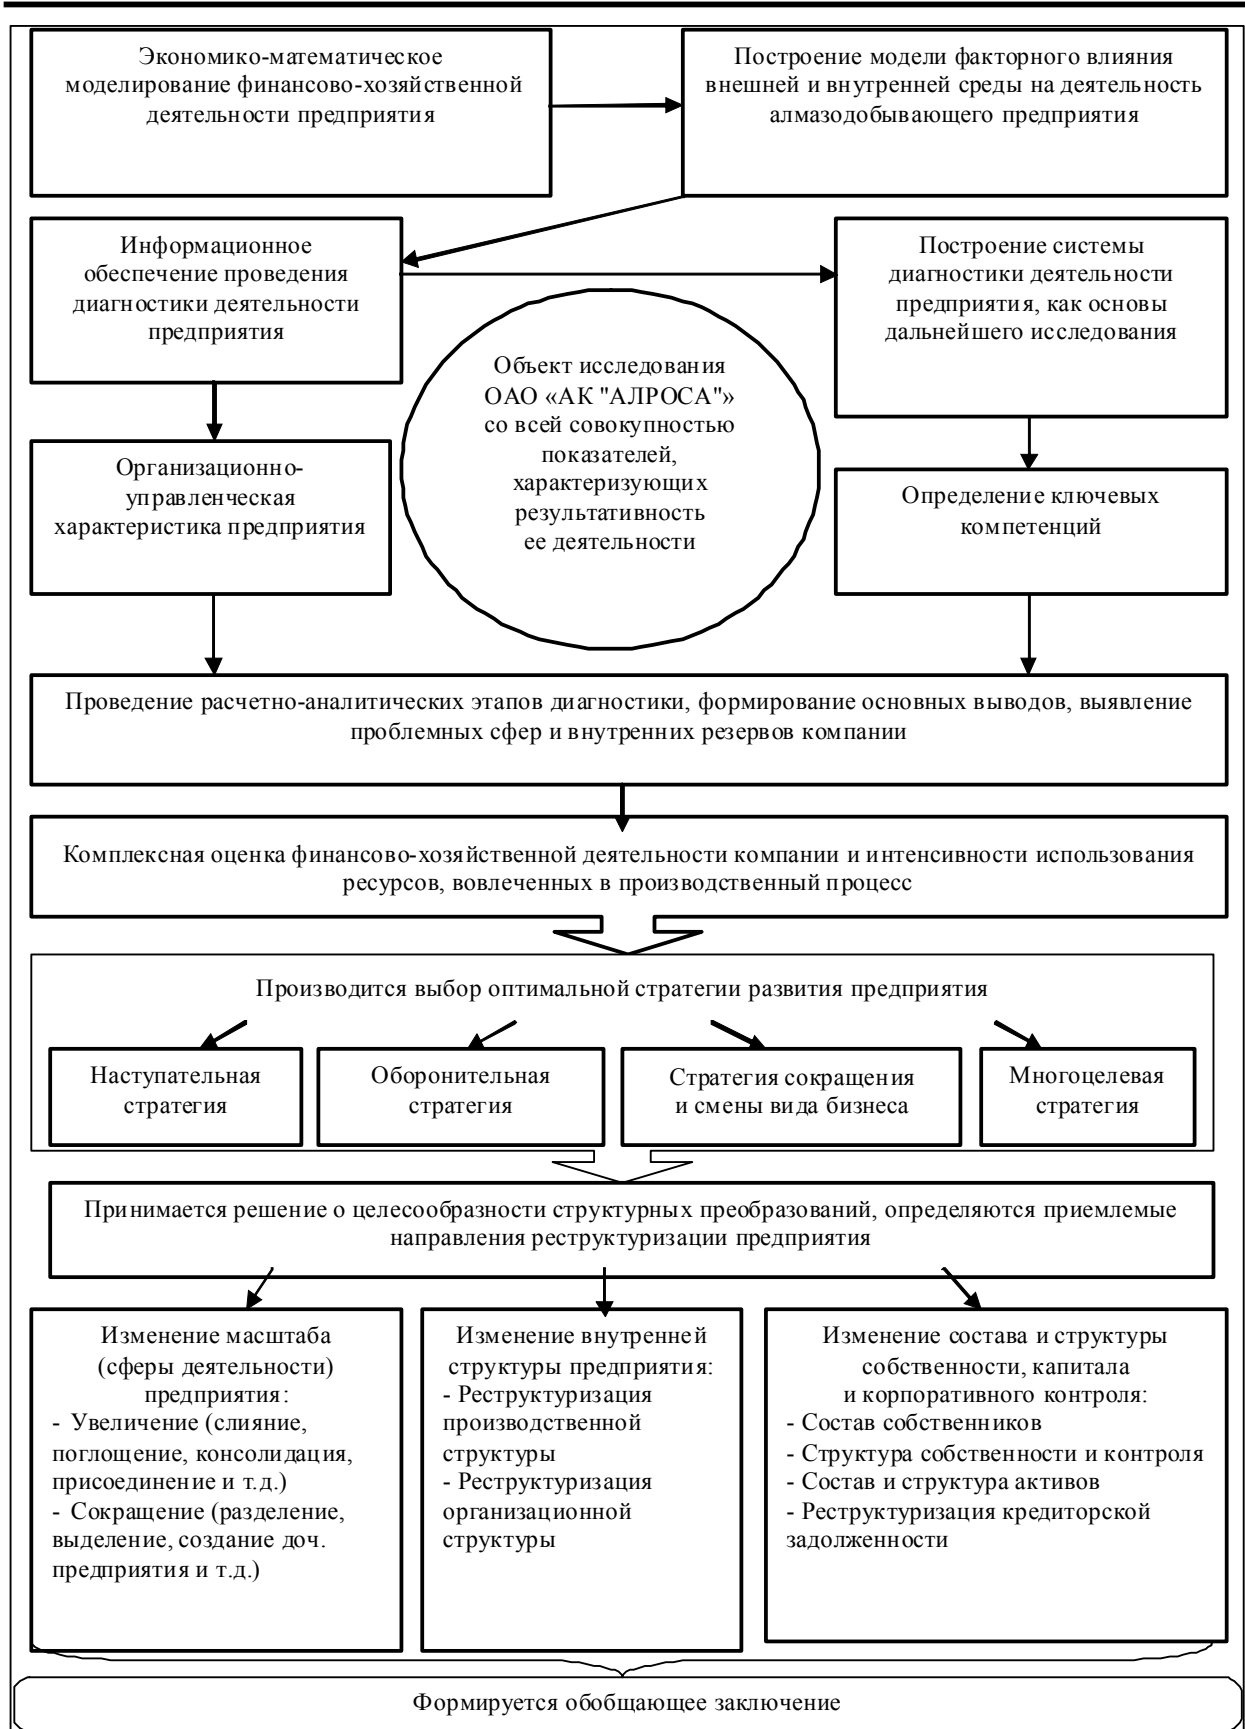 Экономико-математическое
моделирование финансово-хозяйственной
деятельности предприятия
Построение модели факторного влияния
внешней и внутренней среды на деятельность
алмазодобывающего предприятия
Информационное
обеспечение проведения
диагностики деятельности
предприятия
Построение системы
диагностики деятельности
предприятия, как основы
дальнейшего исследования
Объект исследования
ОАО «АК "АЛРОСА"»
со всей совокупностью
показателей,
характеризующих
результативность
ее деятельности
Организационно-
управленческая
характеристика предприятия
Определение ключевых
компетенций
Проведение расчетно-аналитических этапов диагностики, формирование основных выводов, выявление
проблемных сфер и внутренних резервов компании
Комплексная оценка финансово-хозяйственной деятельности компании и интенсивности использования
ресурсов, вовлеченных в производственный процесс
Производится выбор оптимальной стратегии развития предприятия
Наступательная
стратегия
Оборонительная
стратегия
Стратегия сокращения
и смены вида бизнеса
Многоцелевая
стратегия
Принимается решение о целесообразности структурных преобразований, определяются приемлемые
направления реструктуризации предприятия
Изменение масштаба
(сферы деятельности)
предприятия:
- Увеличение (слияние,
поглощение, консолидация,
присоединение и т.д.)
- Сокращение (разделение,
выделение, создание доч.
предприятия и т.д.)
Изменение внутренней
структуры предприятия:
- Реструктуризация
производственной
структуры
- Реструктуризация
организационной
структуры
Изменение состава и структуры
собственности, капитала
и корпоративного контроля:
- Состав собственников
- Структура собственности и контроля
- Состав и структура активов
- Реструктуризация кредиторской
задолженности
Формируется обобщающее заключение